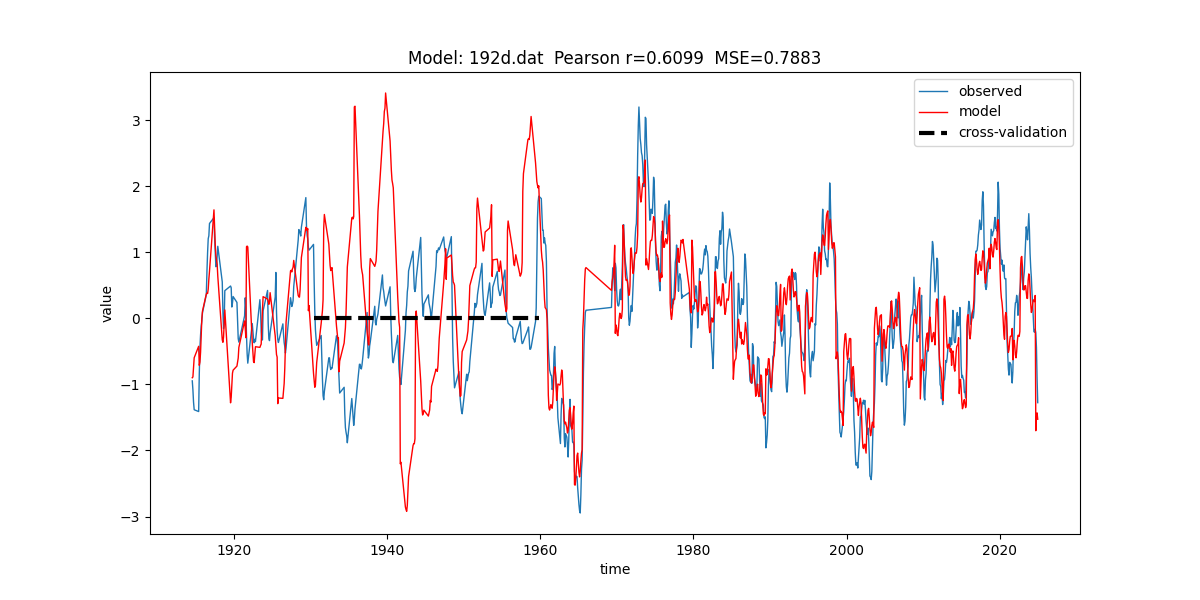 Model: 192d.dat  Pearson r=0.6099  MSE=0.7883
observed
model
cross-validation
value
3
2
1
0
−1
−2
−3
1920 1940 1960 1980 2000 2020
time